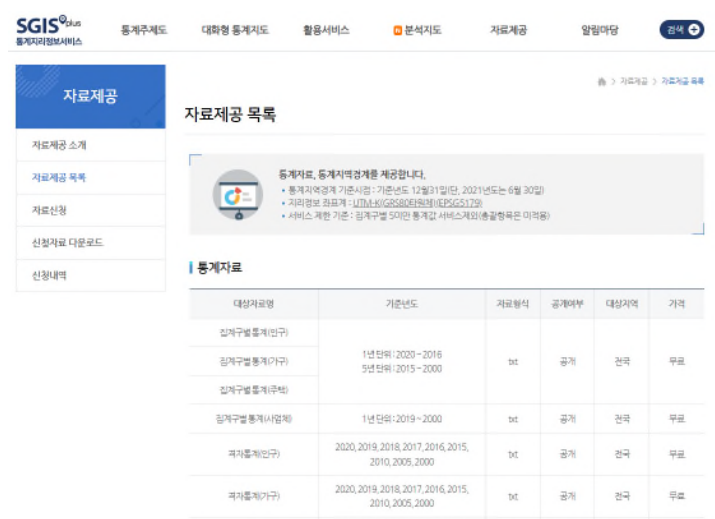 SGIS plus
통계지리정보서비스
통계주제도 대화형 통계지도 활용서비스 N 분석지도 자료제공 알림마당 검색
자료제공
자료제공 소개
자료제공 목록
자료신청
신청자료 다운로드
신청내역
> 자료제공 > 자료제공 목록
자료제공 목록
통계자료, 통계지역경계를 제공합니다.
• 통계지역경계 기준시점 : 기준년도 12월31일(단, 2021년도는 6월 30일)
• 지리정보 좌표계 : UTM-K(GRS80타원체)(EPSG5179)
• 서비스 제한 기준 : 집계구별 5미만 통계값 서비스제외(총괄항목은 미적용)
통계자료
대상자료명 기준년도 자료형식 공개여부 대상지역 가격
집계구별 통계(인구)
집계구별 통계(가구)
집계구별 통계(주택)
1년 단위 : 2020 ~ 2016
5년 단위 : 2015 ~ 2000
txt 공개 전국 무료
집계구별 통계(사업체) 1년 단위 : 2019 ~ 2000 txt 공개 전국 무료
격자통계(인구) 2020, 2019, 2018, 2017, 2016, 2015,
2010, 2005, 2000 txt 공개 전국 무료
격자통계(가구) 2020, 2019, 2018, 2017, 2016, 2015,
2010, 2005, 2000 txt 공개 전국 무료